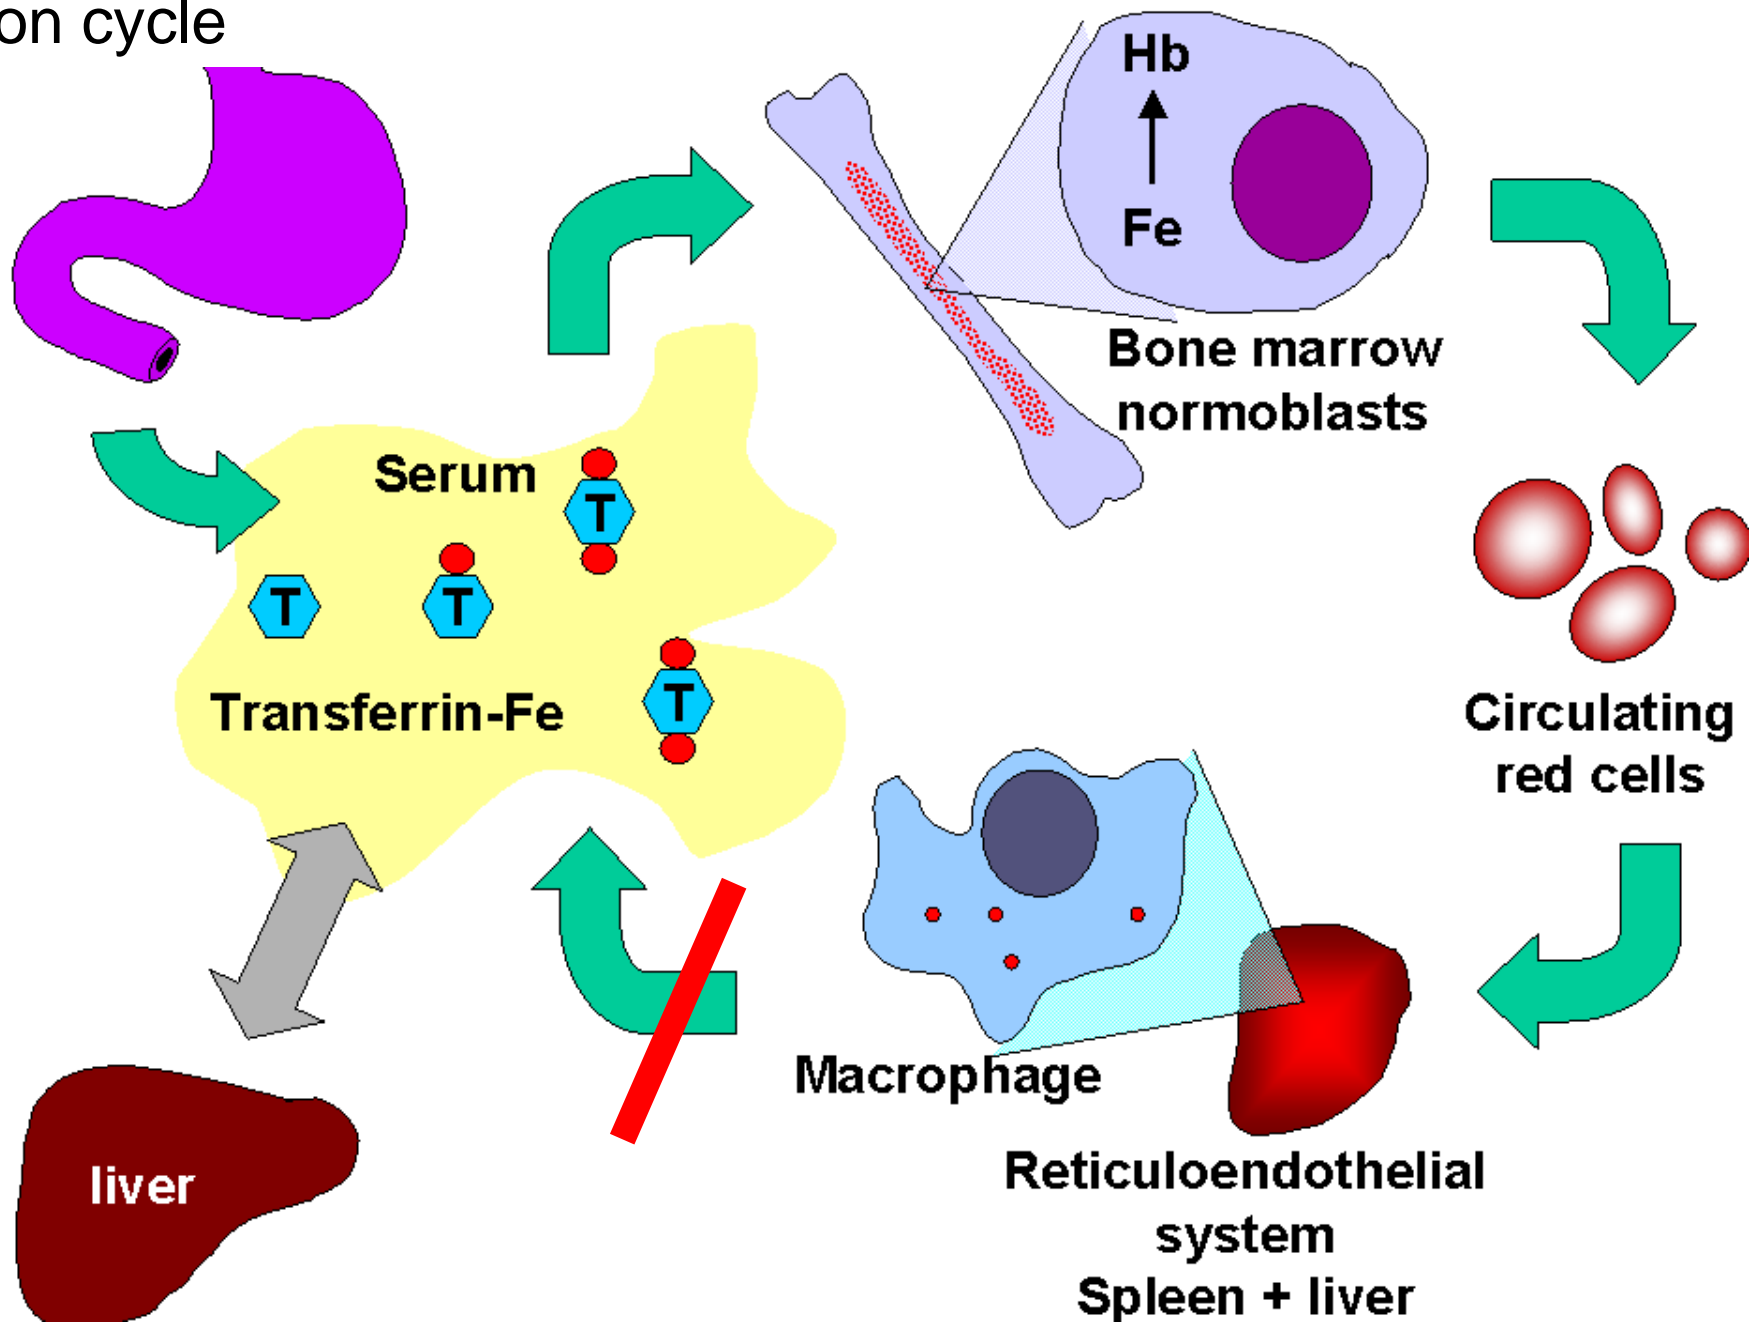 on cycle
Hb
Fe
Bone marrow
normoblasts
Serum
T
T
T
T
Transferrin-Fe
Circulating
red cells
Macrophage
Reticuloendothelial
system
Spleen + liver
liver